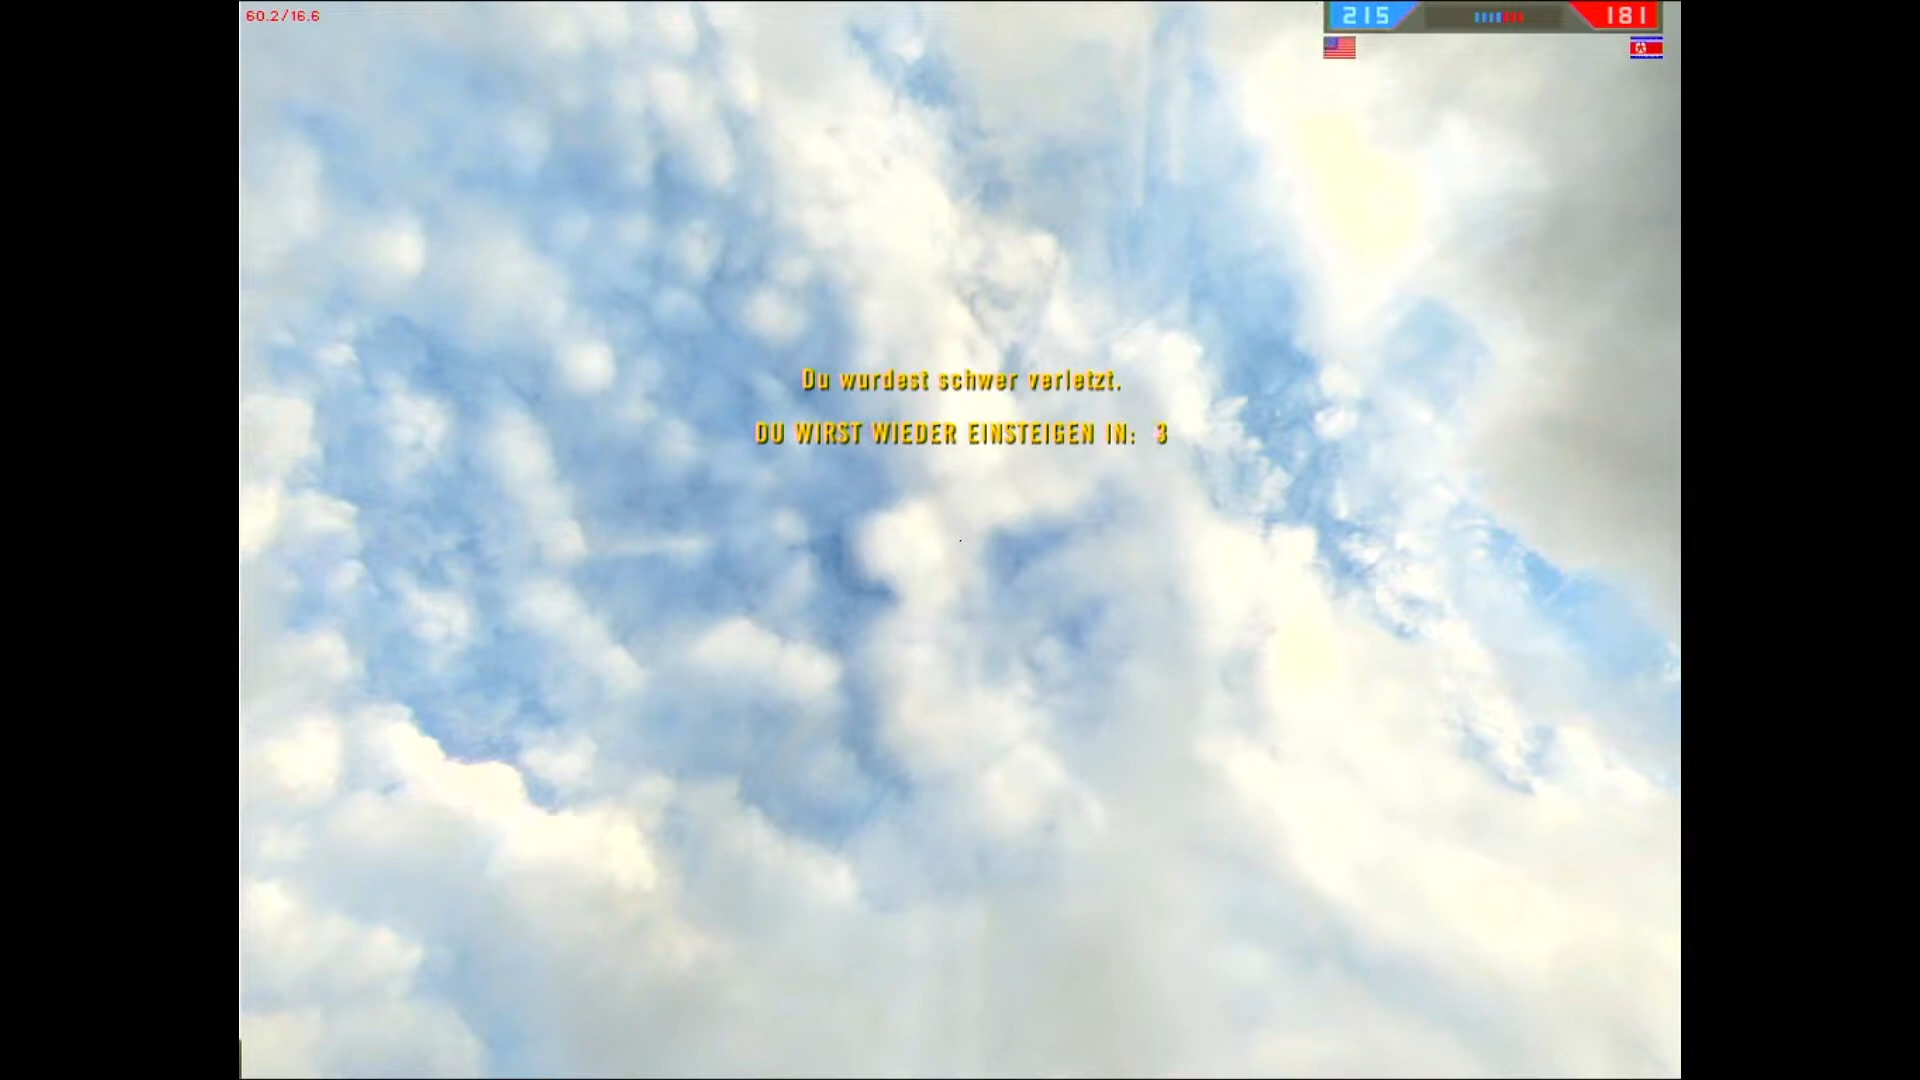 60.2/16.6
215 181
Du wurdest schwer verletzt.
DU WIRST WIEDER EINSTEIGEN IN: 3